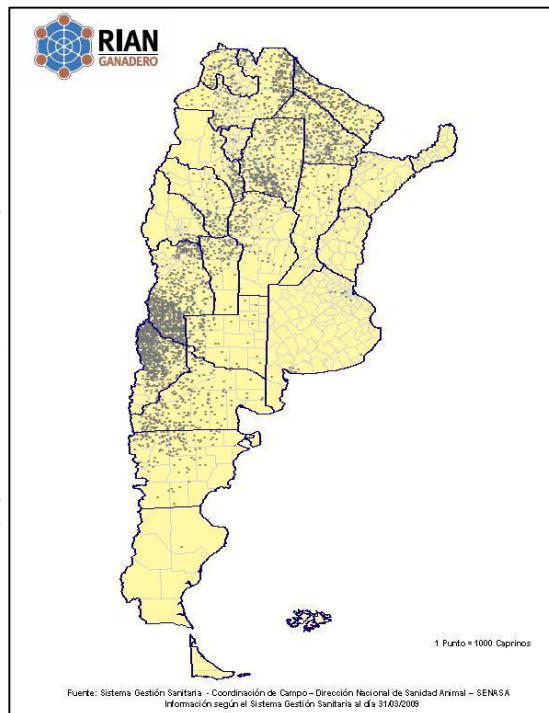 RIAN
GANADERO
1 Punto = 1000 Caprinos
Fuente: Sistema Gestión Sanitaria - Coordinación de Campo – Dirección Nacional de Sanidad Animal – SENASA
Información según el Sistema Gestión Sanitaria al día 31/03/2009